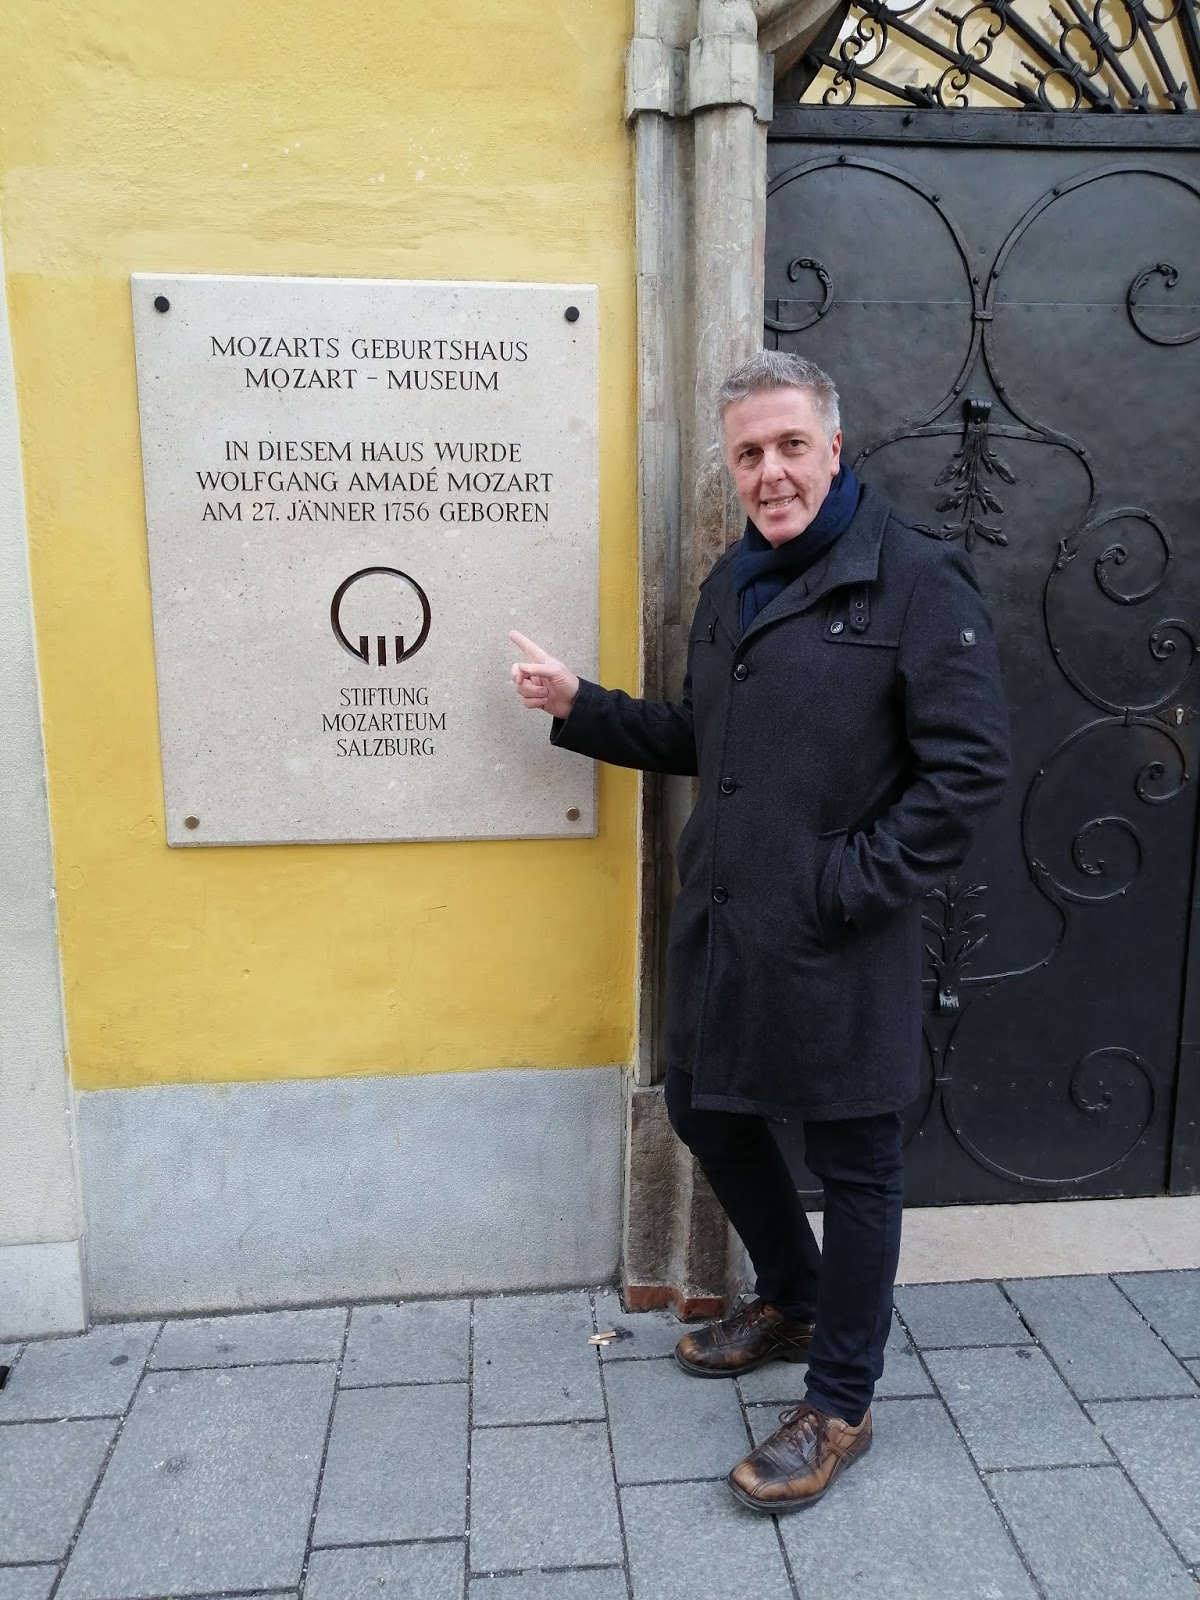 MOZARTS GEBURTSHAUS
MOZART - MUSEUM
IN DIESEM HAUS WURDE
WOLFGANG AMADÉ MOZART
AM 27. JÄNNER 1756 GEBOREN
STIFTUNG
MOZARTEUM
SALZBURG